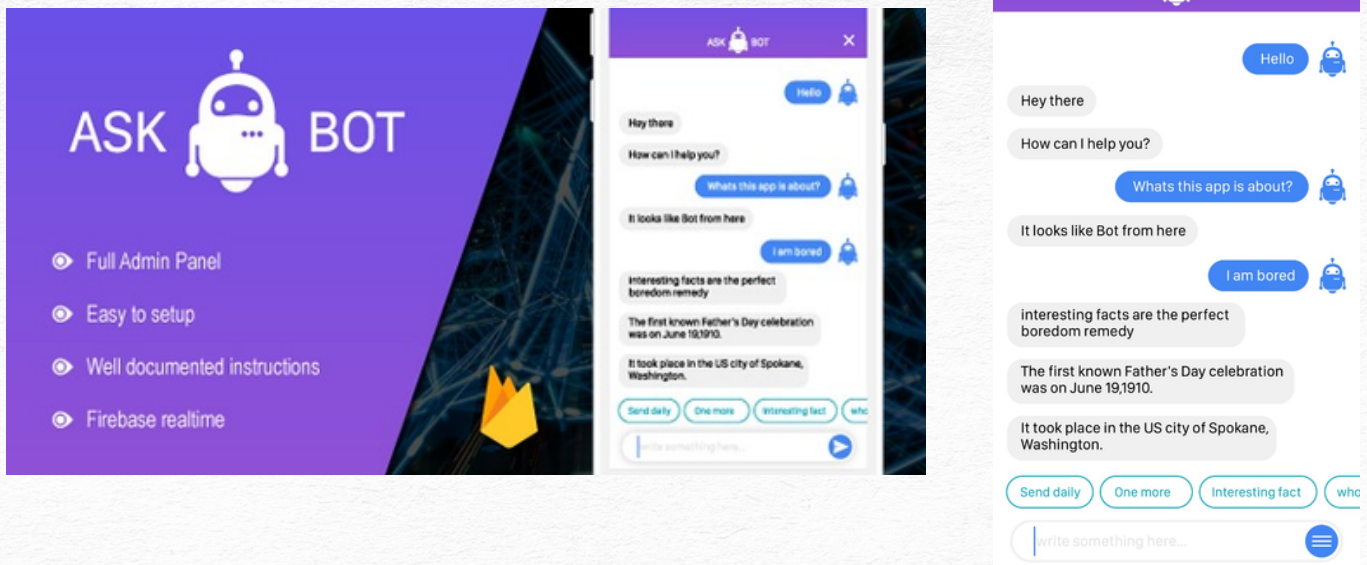 ASK BOT
Full Admin Panel
Easy to setup
Well documented instructions
Firebase realtime
ASK BOT
Hello
Hey there
How can I help you?
Whats this app is about?
It looks like Bot from here
I am bored
interesting facts are the perfect
boredom remedy
The first known Father's Day celebration
was on June 19,1910.
It took place in the US city of Spokane,
Washington.
Send daily
One more
Interesting fact
who
write something here...
Hello
Hey there
How can I help you?
Whats this app is about?
It looks like Bot from here
I am bored
interesting facts are the perfect
boredom remedy
The first known Father's Day celebration
was on June 19,1910.
It took place in the US city of Spokane,
Washington.
Send daily
One more
Interesting fact
who
write something here...